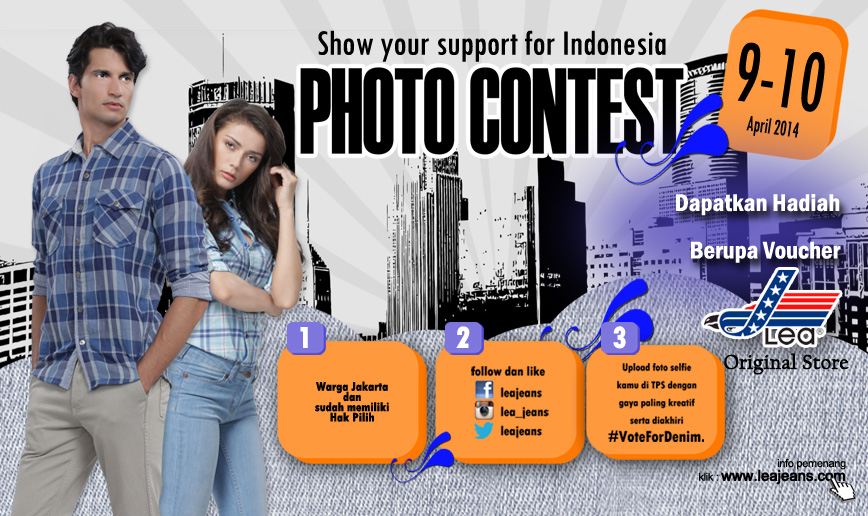 Show your support for Indonesia
PHOTO CONTEST
9-10
April 2014
Dapatkan Hadiah
Berupa Voucher
Lea®
Original Store
1
Warga Jakarta
dan
sudah memiliki
Hak Pilih
2
follow dan like
leajeans
lea_jeans
leajeans
3
Upload foto selfie
kamu di TPS dengan
gaya paling kreatif
serta diakhiri
#VoteForDenim.
info pemenang
klik : www.leajeans.com